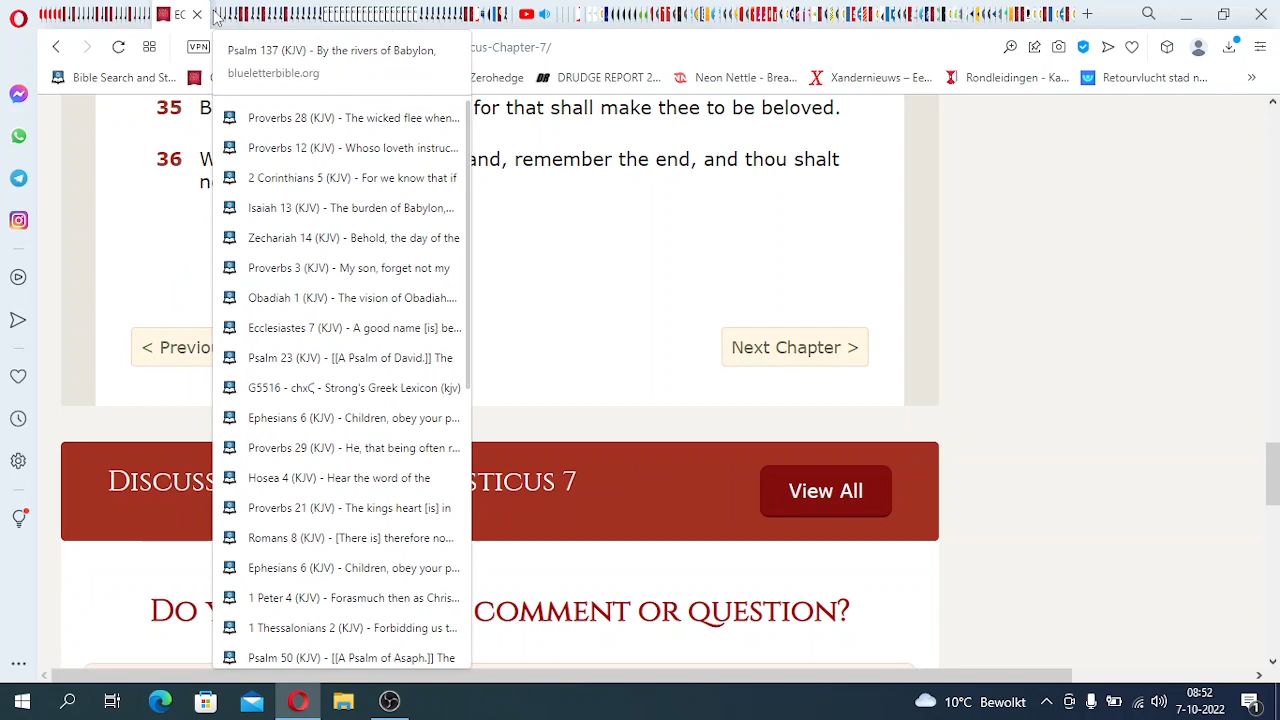 EC
VPN
cus-Chapter-7/
Bible Search and St...
Zerohedge
DRUDGE REPORT 2...
Neon Nettle - Brea...
Xandernieuws – Ee...
Rondleidingen - Ka...
Retourvlucht stad n...
Psalm 137 (KJV) - By the rivers of Babylon,
blueletterbible.org
Proverbs 28 (KJV) - The wicked flee when...
Proverbs 12 (KJV) - Whoso loveth instruc...
2 Corinthians 5 (KJV) - For we know that if
Isaiah 13 (KJV) - The burden of Babylon,...
Zechariah 14 (KJV) - Behold, the day of the
Proverbs 3 (KJV) - My son, forget not my
Obadiah 1 (KJV) - The vision of Obadiah....
Ecclesiastes 7 (KJV) - A good name [is] be...
Psalm 23 (KJV) - [[A Psalm of David.]] The
G5516 - chxϚ - Strong's Greek Lexicon (kjv)
Ephesians 6 (KJV) - Children, obey your p...
Proverbs 29 (KJV) - He, that being often r...
Hosea 4 (KJV) - Hear the word of the
Proverbs 21 (KJV) - The kings heart [is] in
Romans 8 (KJV) - [There is] therefore no...
Ephesians 6 (KJV) - Children, obey your p...
1 Peter 4 (KJV) - Forasmuch then as Chris...
1 Thessalonians 2 (KJV) - Forbidding us t...
Psalm 50 (KJV) - [[A Psalm of Asaph.]] The
35 B for that shall make thee to be beloved.
36 W and, remember the end, and thou shalt
n
< Previou
Next Chapter >
Discuss sticus 7
View All
Do y comment or question?
10°C Bewolkt
08:52
7-10-2022
1